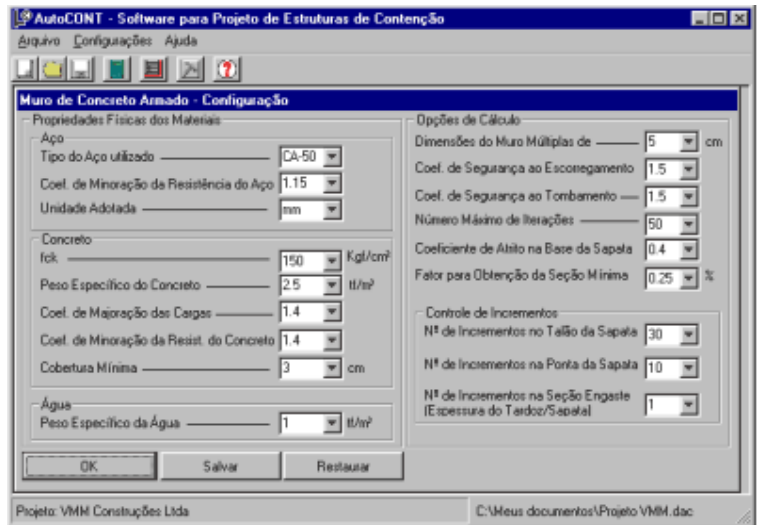 AutoCONT - Software para Projeto de Estruturas de Contenção
Arquivo Configurações Ajuda
Muro de Concreto Armado - Configuração
Propriedades Físicas dos Materiais
Aço
Tipo do Aço utilizado CA-50
Coef. de Minoração da Resistência do Aço 1.15
Unidade Adotada mm
Concreto
fck 150 Kgf/cm²
Peso Específico do Concreto 2.5 tf/m³
Coef. de Majoração das Cargas 1.4
Coef. de Minoração da Resist. do Concreto 1.4
Cobertura Mínima 3 cm
Água
Peso Específico da Água 1 tf/m³
Opções de Cálculo
Dimensões do Muro Múltiplas de 5 cm
Coef. de Segurança ao Escorregamento 1.5
Coef. de Segurança ao Tombamento 1.5
Número Máximo de Iterações 50
Coeficiente de Atrito na Base da Sapata 0.4
Fator para Obtenção da Seção Mínima 0.25 %
Controle de Incrementos
Nº de Incrementos no Talão da Sapata 30
Nº de Incrementos na Ponta da Sapata 10
Nº de Incrementos na Seção Engaste
(Espessura do Tardoz/Sapata) 1
OK Salvar Restaurar
Projeto: VMM Construções Ltda C:\Meus documentos\Projeto VMM.dac